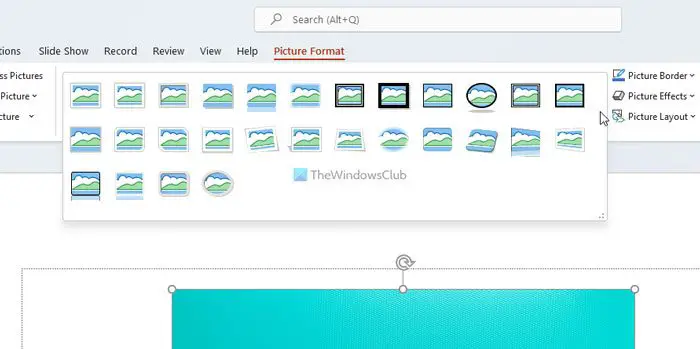 Search (Alt+Q)
tions Slide Show Record Review View Help Picture Format
ss Pictures
Picture
cture
Picture Border
Picture Effects
Picture Layout
TheWindowsClub